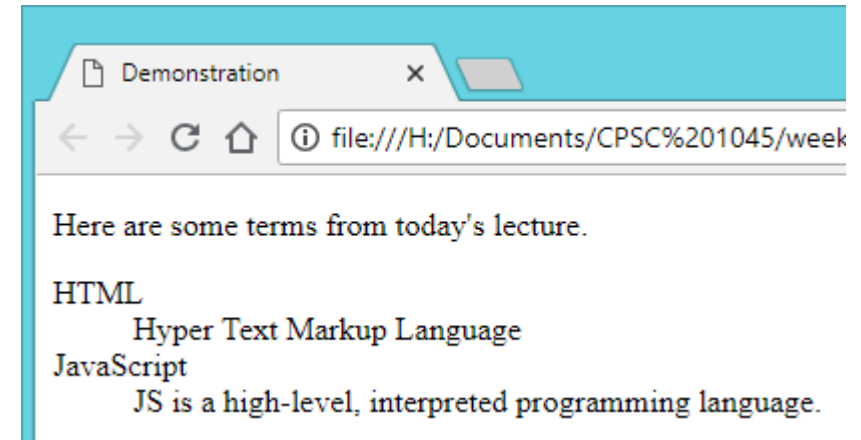 Demonstration
file:///H:/Documents/CPSC%201045/week
Here are some terms from today's lecture.
HTML
Hyper Text Markup Language
JavaScript
JS is a high-level, interpreted programming language.